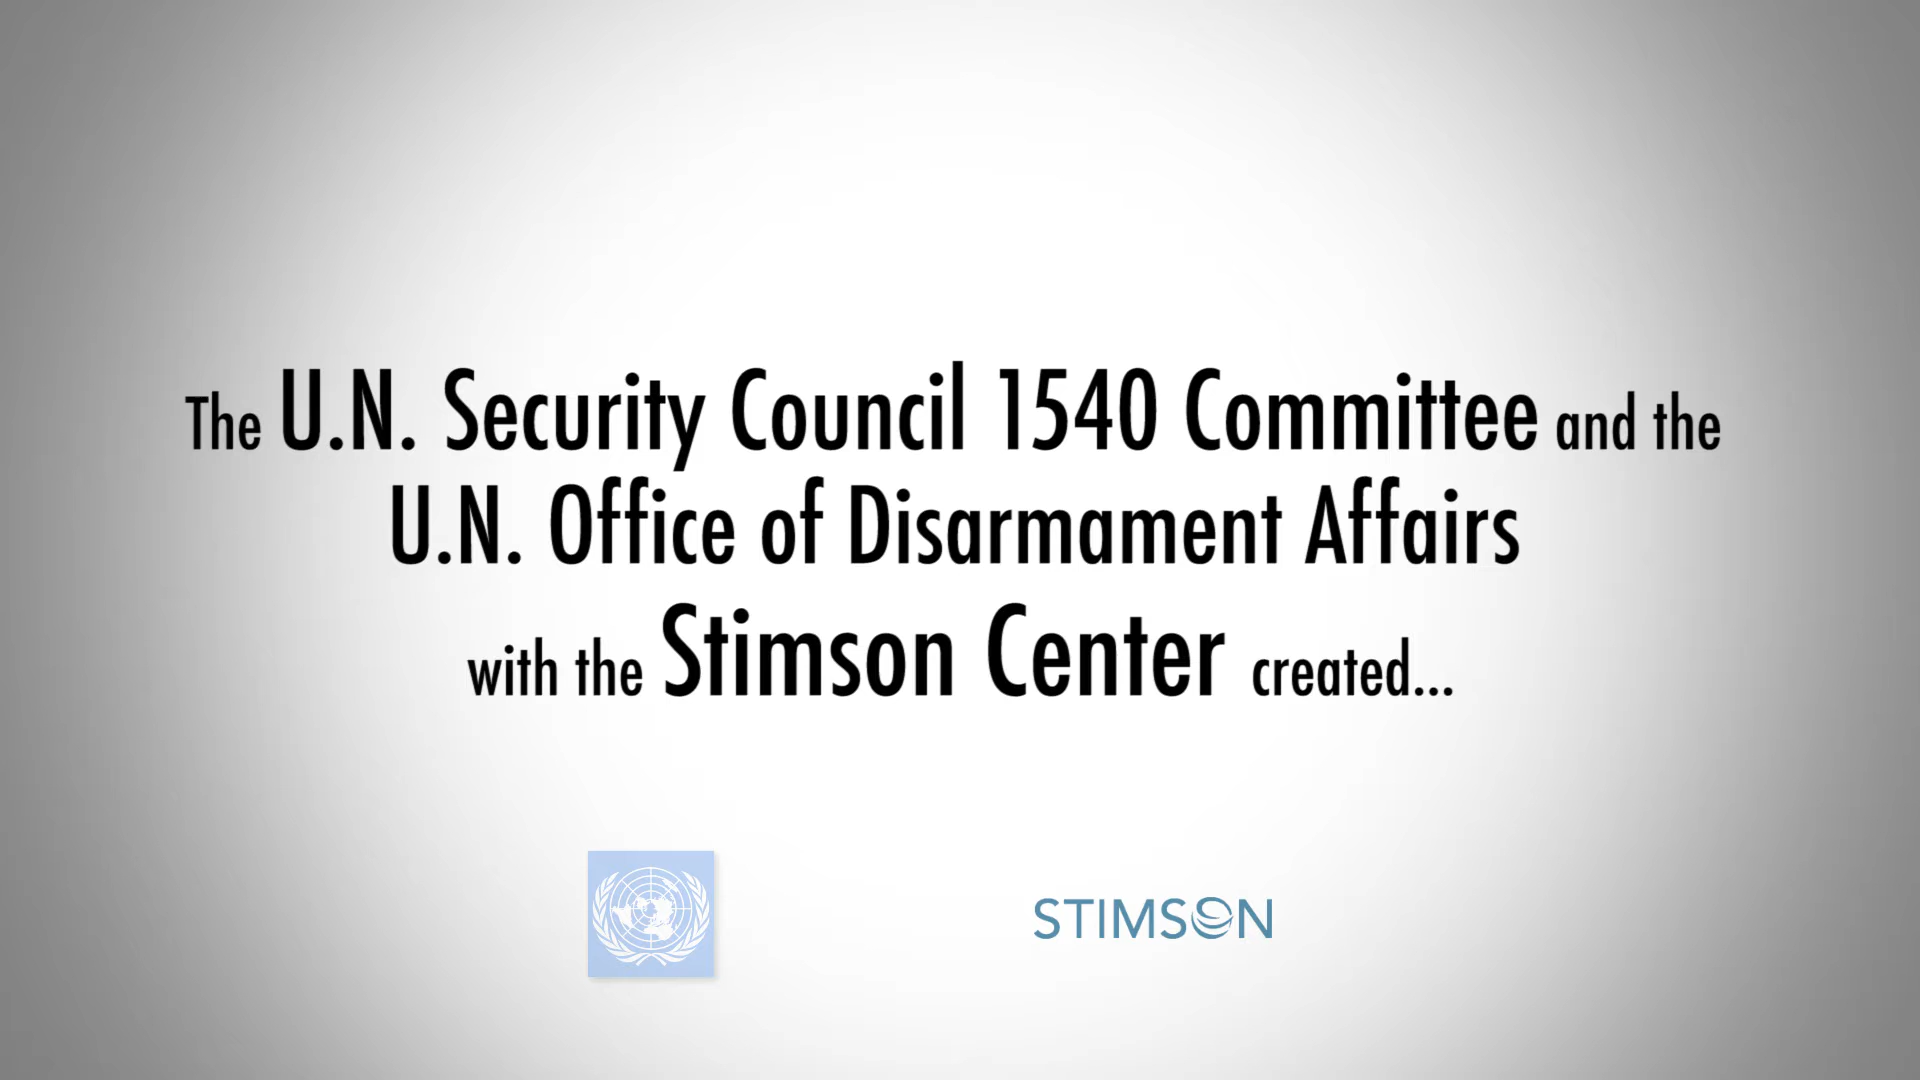 The U.N. Security Council 1540 Committee and the
U.N. Office of Disarmament Affairs
with the Stimson Center created...
STIMSON